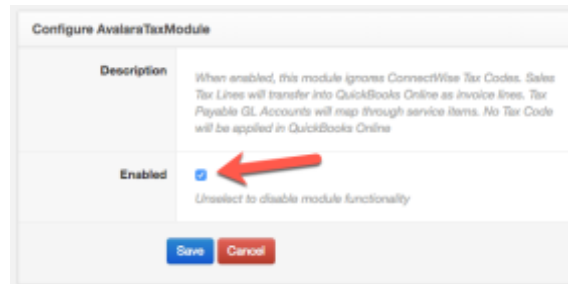 Configure AvalaraTaxModule
Description
When enabled, this module ignores ConnectWise Tax Codes. Sales
Tax Lines will transfer into QuickBooks Online as invoice lines. Tax
Payable GL Accounts will map through service items. No Tax Code
will be applied in QuickBooks Online
Enabled
Unselect to disable module functionality
Save Cancel